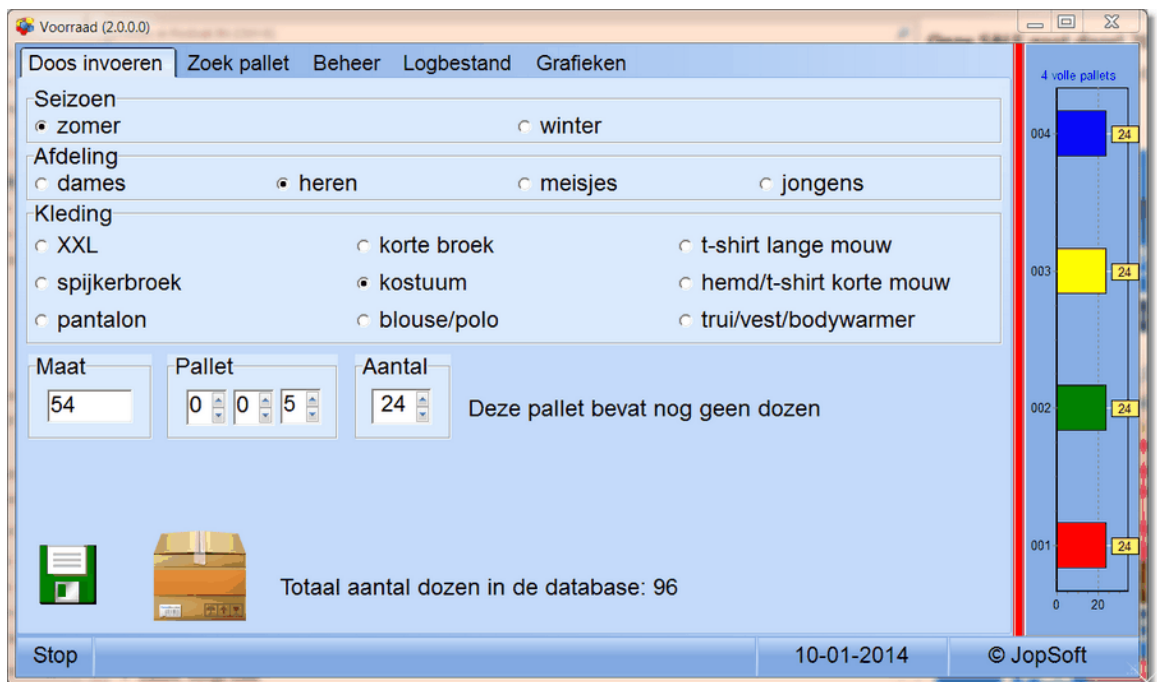 Voorraad (2.0.0.0)
Doos invoeren Zoek pallet Beheer Logbestand Grafieken
Seizoen
zomer winter
Afdeling
dames heren meisjes jongens
Kleding
XXL korte broek t-shirt lange mouw
spijkerbroek kostuum hemd/t-shirt korte mouw
pantalon blouse/polo trui/vest/bodywarmer
Maat Pallet Aantal
54 0 0 5 24 Deze pallet bevat nog geen dozen
Totaal aantal dozen in de database: 96
Stop 10-01-2014 © JopSoft
4 volle pallets
004 24
003 24
002 24
001 24
0 20